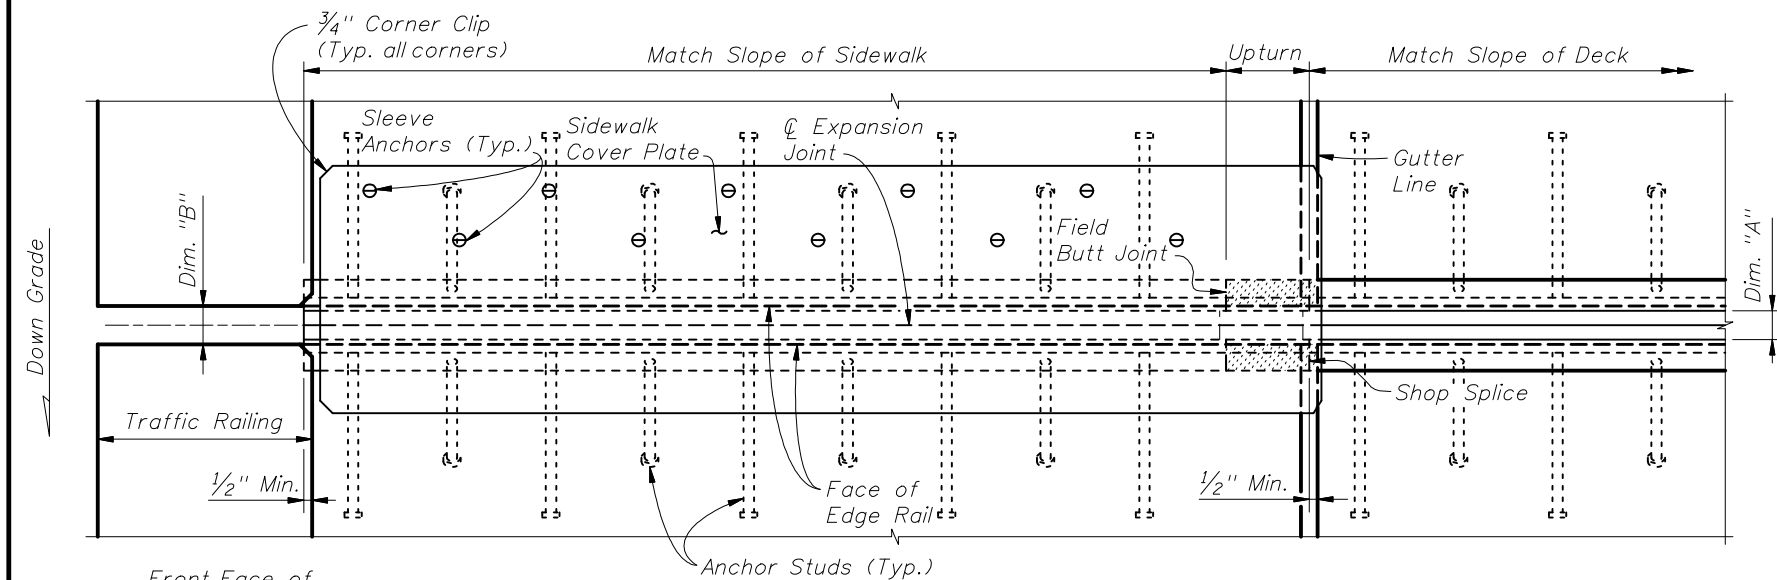 ¾" Corner Clip
(Typ. all corners)
Match Slope of Sidewalk
Upturn
Match Slope of Deck
Sleeve
Anchors (Typ.)
Sidewalk
Cover Plate
℄ Expansion
Joint
Gutter
Line
Dim. "B"
Down Grade
Field
Butt Joint
Dim. "A"
Traffic Railing
Shop Splice
½" Min.
½" Min.
Face of
Edge Rail
Anchor Studs (Typ.)
Front Face of